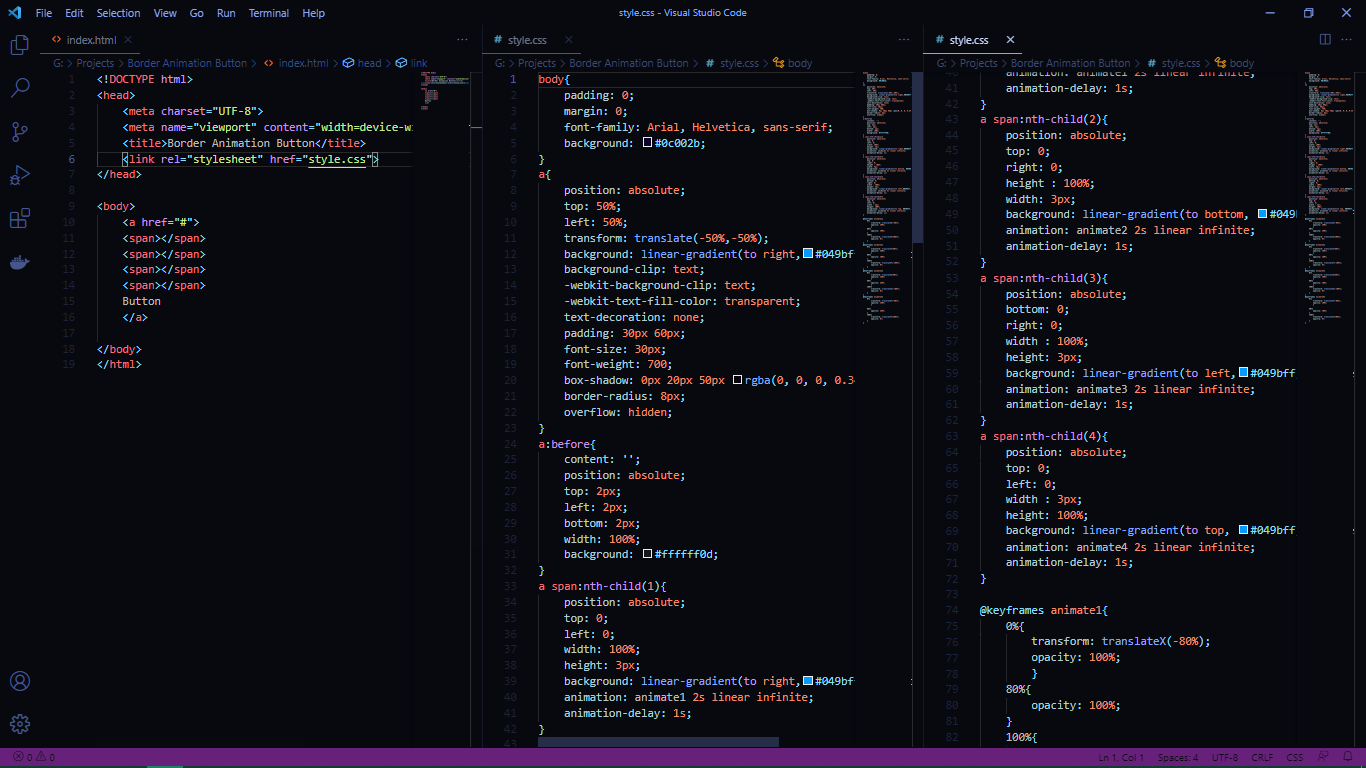 File Edit Selection View Go Run Terminal Help
style.css - Visual Studio Code
index.html
G: > Projects > Border Animation Button > index.html > head > link
1 <!DOCTYPE html>
2 <head>
3 <meta charset="UTF-8">
4 <meta name="viewport" content="width=device-w
5 <title>Border Animation Button</title>
6 <link rel="stylesheet" href="style.css">
7 </head>
8
9 <body>
10 <a href="#">
11 <span></span>
12 <span></span>
13 <span></span>
14 <span></span>
15 Button
16 </a>
17
18 </body>
19 </html>
style.css
G: > Projects > Border Animation Button > style.css > body
1 body{
2 padding: 0;
3 margin: 0;
4 font-family: Arial, Helvetica, sans-serif;
5 background: #0c002b;
6 }
7 a{
8 position: absolute;
9 top: 50%;
10 left: 50%;
11 transform: translate(-50%,-50%);
12 background: linear-gradient(to right,#049bff
13 background-clip: text;
14 -webkit-background-clip: text;
15 -webkit-text-fill-color: transparent;
16 text-decoration: none;
17 padding: 30px 60px;
18 font-size: 30px;
19 font-weight: 700;
20 box-shadow: 0px 20px 50px rgba(0, 0, 0, 0.3
21 border-radius: 8px;
22 overflow: hidden;
23 }
24 a:before{
25 content: '';
26 position: absolute;
27 top: 2px;
28 left: 2px;
29 bottom: 2px;
30 width: 100%;
31 background: #ffffff0d;
32 }
33 a span:nth-child(1){
34 position: absolute;
35 top: 0;
36 left: 0;
37 width: 100%;
38 height: 3px;
39 background: linear-gradient(to right,#049bff
40 animation: animate1 2s linear infinite;
41 animation-delay: 1s;
42 }
43
style.css
G: > Projects > Border Animation Button > style.css > body
40 animation: animate1 2s linear infinite;
41 animation-delay: 1s;
42 }
43 a span:nth-child(2){
44 position: absolute;
45 top: 0;
46 right: 0;
47 height : 100%;
48 width: 3px;
49 background: linear-gradient(to bottom, #049b
50 animation: animate2 2s linear infinite;
51 animation-delay: 1s;
52 }
53 a span:nth-child(3){
54 position: absolute;
55 bottom: 0;
56 right: 0;
57 width : 100%;
58 height: 3px;
59 background: linear-gradient(to left,#049bff
60 animation: animate3 2s linear infinite;
61 animation-delay: 1s;
62 }
63 a span:nth-child(4){
64 position: absolute;
65 top: 0;
66 left: 0;
67 width : 3px;
68 height: 100%;
69 background: linear-gradient(to top, #049bff
70 animation: animate4 2s linear infinite;
71 animation-delay: 1s;
72 }
73
74 @keyframes animate1{
75 0%{
76 transform: translateX(-80%);
77 opacity: 100%;
78 }
79 80%{
80 opacity: 100%;
81 }
82 100%{
0 0
Ln 1, Col 1 Spaces: 4 UTF-8 CRLF CSS